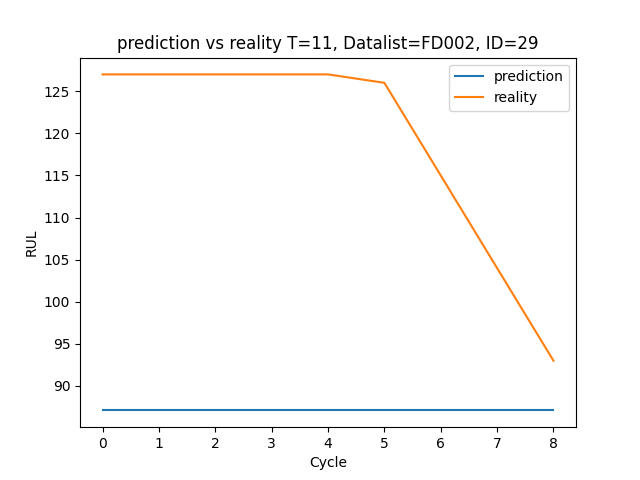 prediction vs reality T=11, Datalist=FD002, ID=29
prediction
reality
125
120
115
110
105
100
95
90
RUL
0 1 2 3 4 5 6 7 8
Cycle